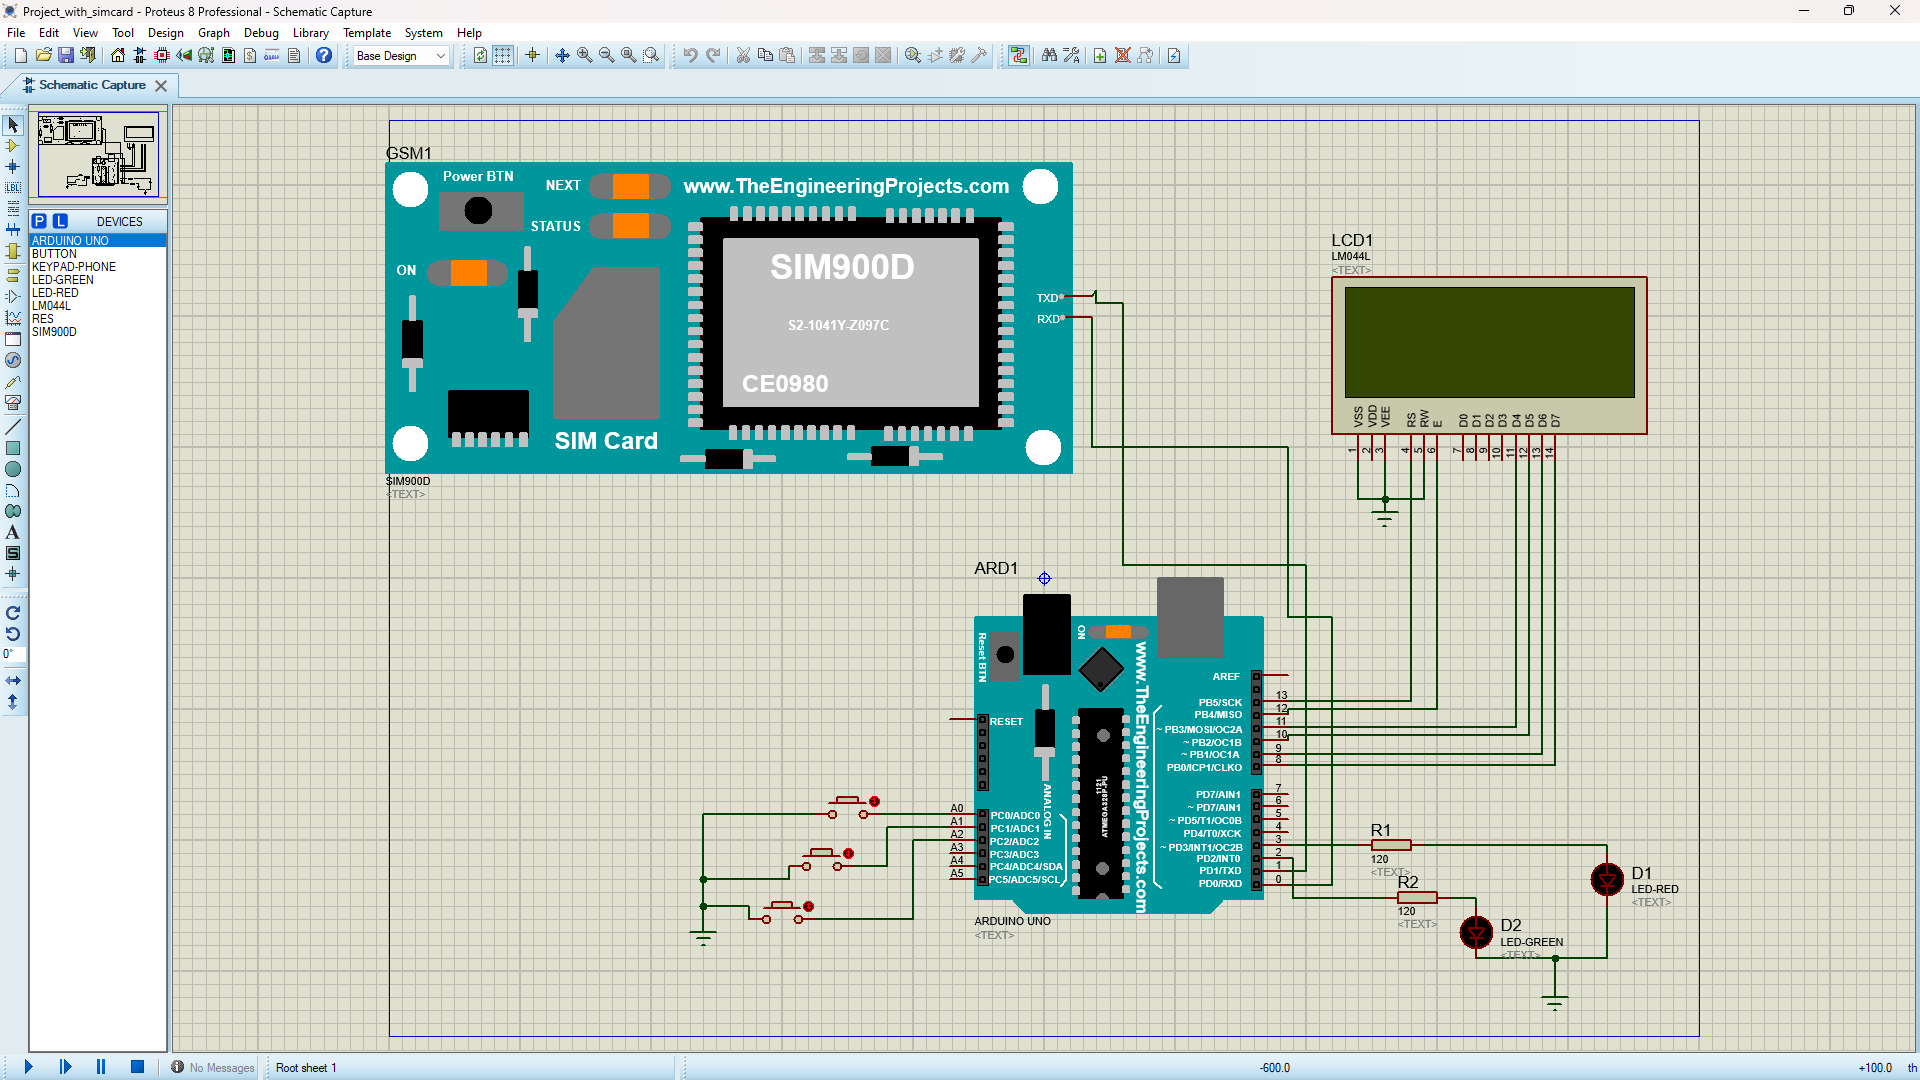 Project_with_simcard - Proteus 8 Professional - Schematic Capture
File Edit View Tool Design Graph Debug Library Template System Help
Base Design
Schematic Capture
P L DEVICES
ARDUINO UNO
BUTTON
KEYPAD-PHONE
LED-GREEN
LED-RED
LM044L
RES
SIM900D
LBL
A
S
0°
GSM1
Power BTN
NEXT
STATUS
ON
www.TheEngineeringProjects.com
SIM900D
S2-1041Y-Z097C
CE0980
SIM Card
TXD
RXD
SIM900D
<TEXT>
LCD1
LM044L
<TEXT>
VSS VDD VEE RS RW E D0 D1 D2 D3 D4 D5 D6 D7
1 2 3 4 5 6 7 8 9 10 11 12 13 14
ARD1
Reset BTN
ON
www.TheEngineeringProjects.com
RESET
ANALOG IN
1121
ATMEGA328P-PU
AREF
PB5/SCK 13
PB4/MISO 12
~ PB3/MOSI/OC2A 11
~ PB2/OC1B 10
~ PB1/OC1A 9
PB0/ICP1/CLKO 8
PD7/AIN1 7
~ PD7/AIN1 6
~ PD5/T1/OC0B 5
PD4/T0/XCK 4
~ PD3/INT1/OC2B 3
PD2/INT0 2
PD1/TXD 1
PD0/RXD 0
A0 PC0/ADC0
A1 PC1/ADC1
A2 PC2/ADC2
A3 PC3/ADC3
A4 PC4/ADC4/SDA
A5 PC5/ADC5/SCL
ARDUINO UNO
<TEXT>
R1
120
<TEXT>
R2
120
<TEXT>
D1
LED-RED
<TEXT>
D2
LED-GREEN
<TEXT>
No Messages
Root sheet 1
-600.0
+100.0
th